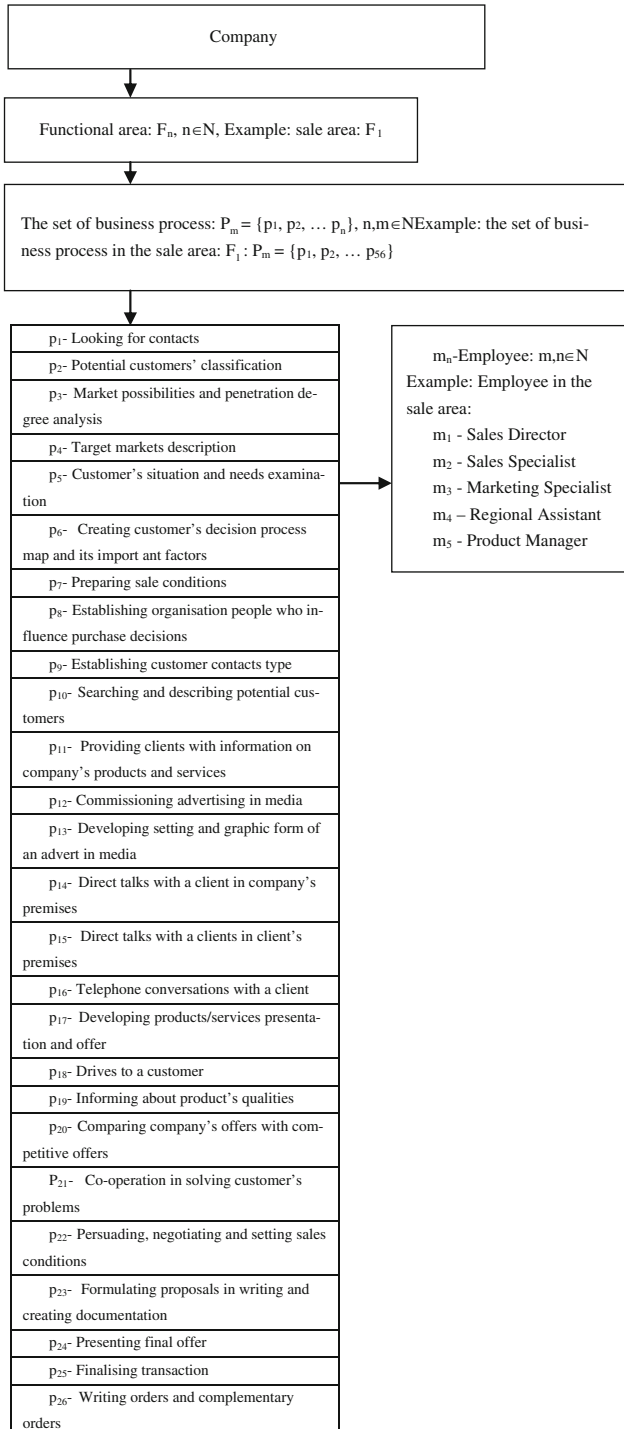 Company
Functional area: Fₙ, n∈N, Example: sale area: F₁
The set of business process: Pₘ = {p₁, p₂, … pₙ}, n,m∈NExample: the set of busi-
ness process in the sale area: F₁ : Pₘ = {p₁, p₂, … p₅₆}
p₁- Looking for contacts
p₂- Potential customers’ classification
p₃- Market possibilities and penetration de-
gree analysis
p₄- Target markets description
p₅- Customer’s situation and needs examina-
tion
p₆- Creating customer’s decision process
map and its import ant factors
p₇- Preparing sale conditions
p₈- Establishing organisation people who in-
fluence purchase decisions
p₉- Establishing customer contacts type
p₁₀- Searching and describing potential cus-
tomers
p₁₁- Providing clients with information on
company’s products and services
p₁₂- Commissioning advertising in media
p₁₃- Developing setting and graphic form of
an advert in media
p₁₄- Direct talks with a client in company’s
premises
p₁₅- Direct talks with a clients in client’s
premises
p₁₆- Telephone conversations with a client
p₁₇- Developing products/services presenta-
tion and offer
p₁₈- Drives to a customer
p₁₉- Informing about product’s qualities
p₂₀- Comparing company’s offers with com-
petitive offers
P₂₁- Co-operation in solving customer’s
problems
p₂₂- Persuading, negotiating and setting sales
conditions
p₂₃- Formulating proposals in writing and
creating documentation
p₂₄- Presenting final offer
p₂₅- Finalising transaction
p₂₆- Writing orders and complementary
orders
mₙ-Employee: m,n∈N
Example: Employee in the
sale area:
m₁ - Sales Director
m₂ - Sales Specialist
m₃ - Marketing Specialist
m₄ – Regional Assistant
m₅ - Product Manager